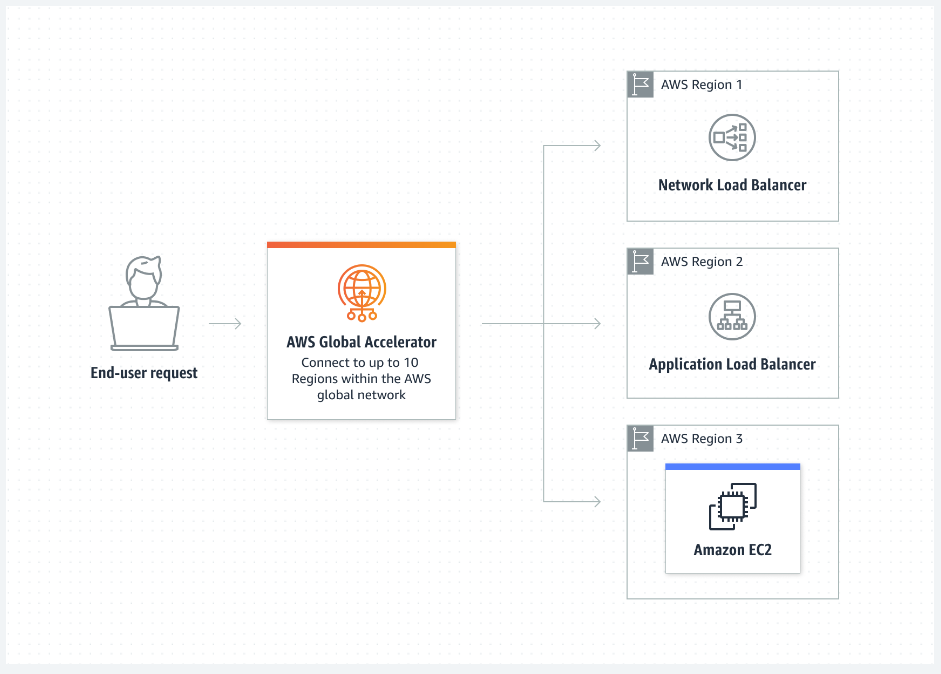 End-user request
AWS Global Accelerator
Connect to up to 10
Regions within the AWS
global network
AWS Region 1
Network Load Balancer
AWS Region 2
Application Load Balancer
AWS Region 3
Amazon EC2